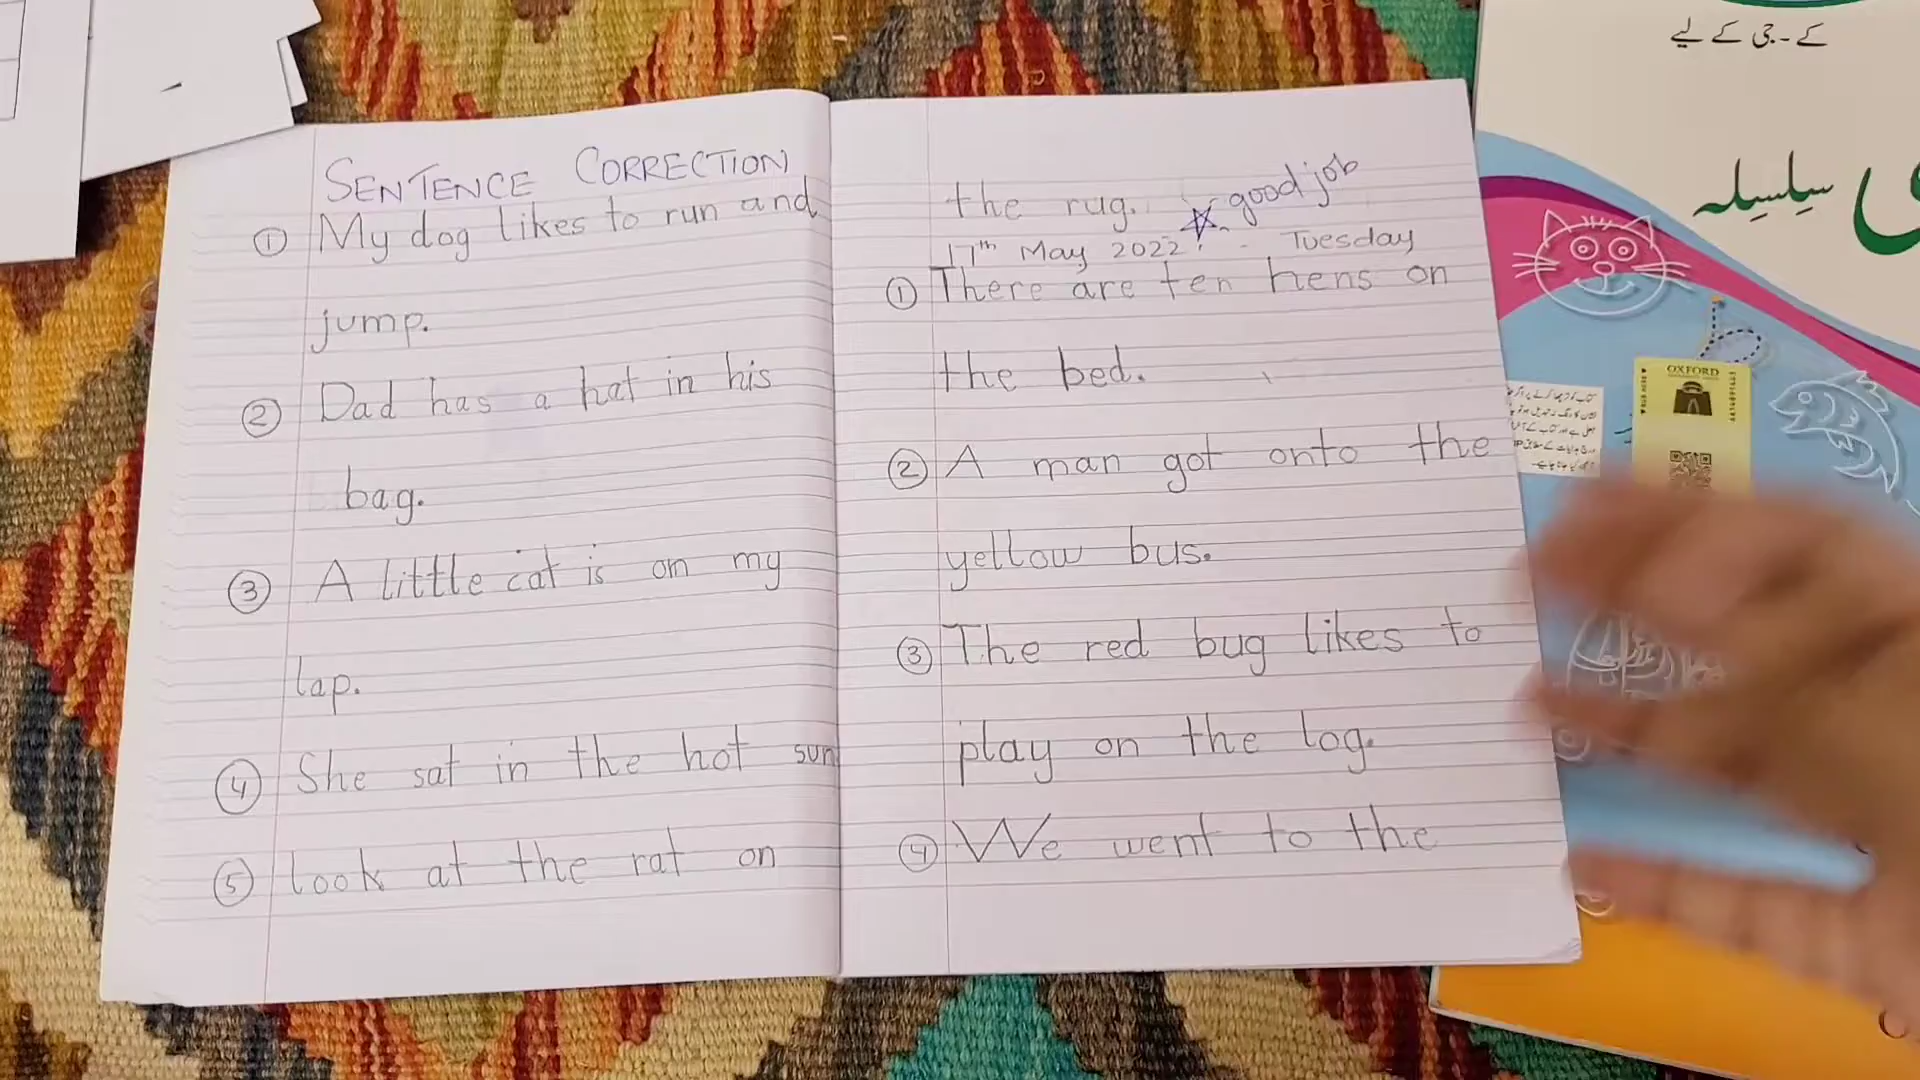 SENTENCE CORRECTION
① My dog likes to run and
jump.
② Dad has a hat in his
bag.
③ A little cat is on my
lap.
④ She sat in the hot sun
⑤ look at the rat on
the rug. good job
17th May 2022 Tuesday
① There are ten hens on
the bed.
② A man got onto the
yellow bus.
③ The red bug likes to
play on the log.
④ We went to the
کے-جی کے لیے
سِلسِلہ
OXFORD